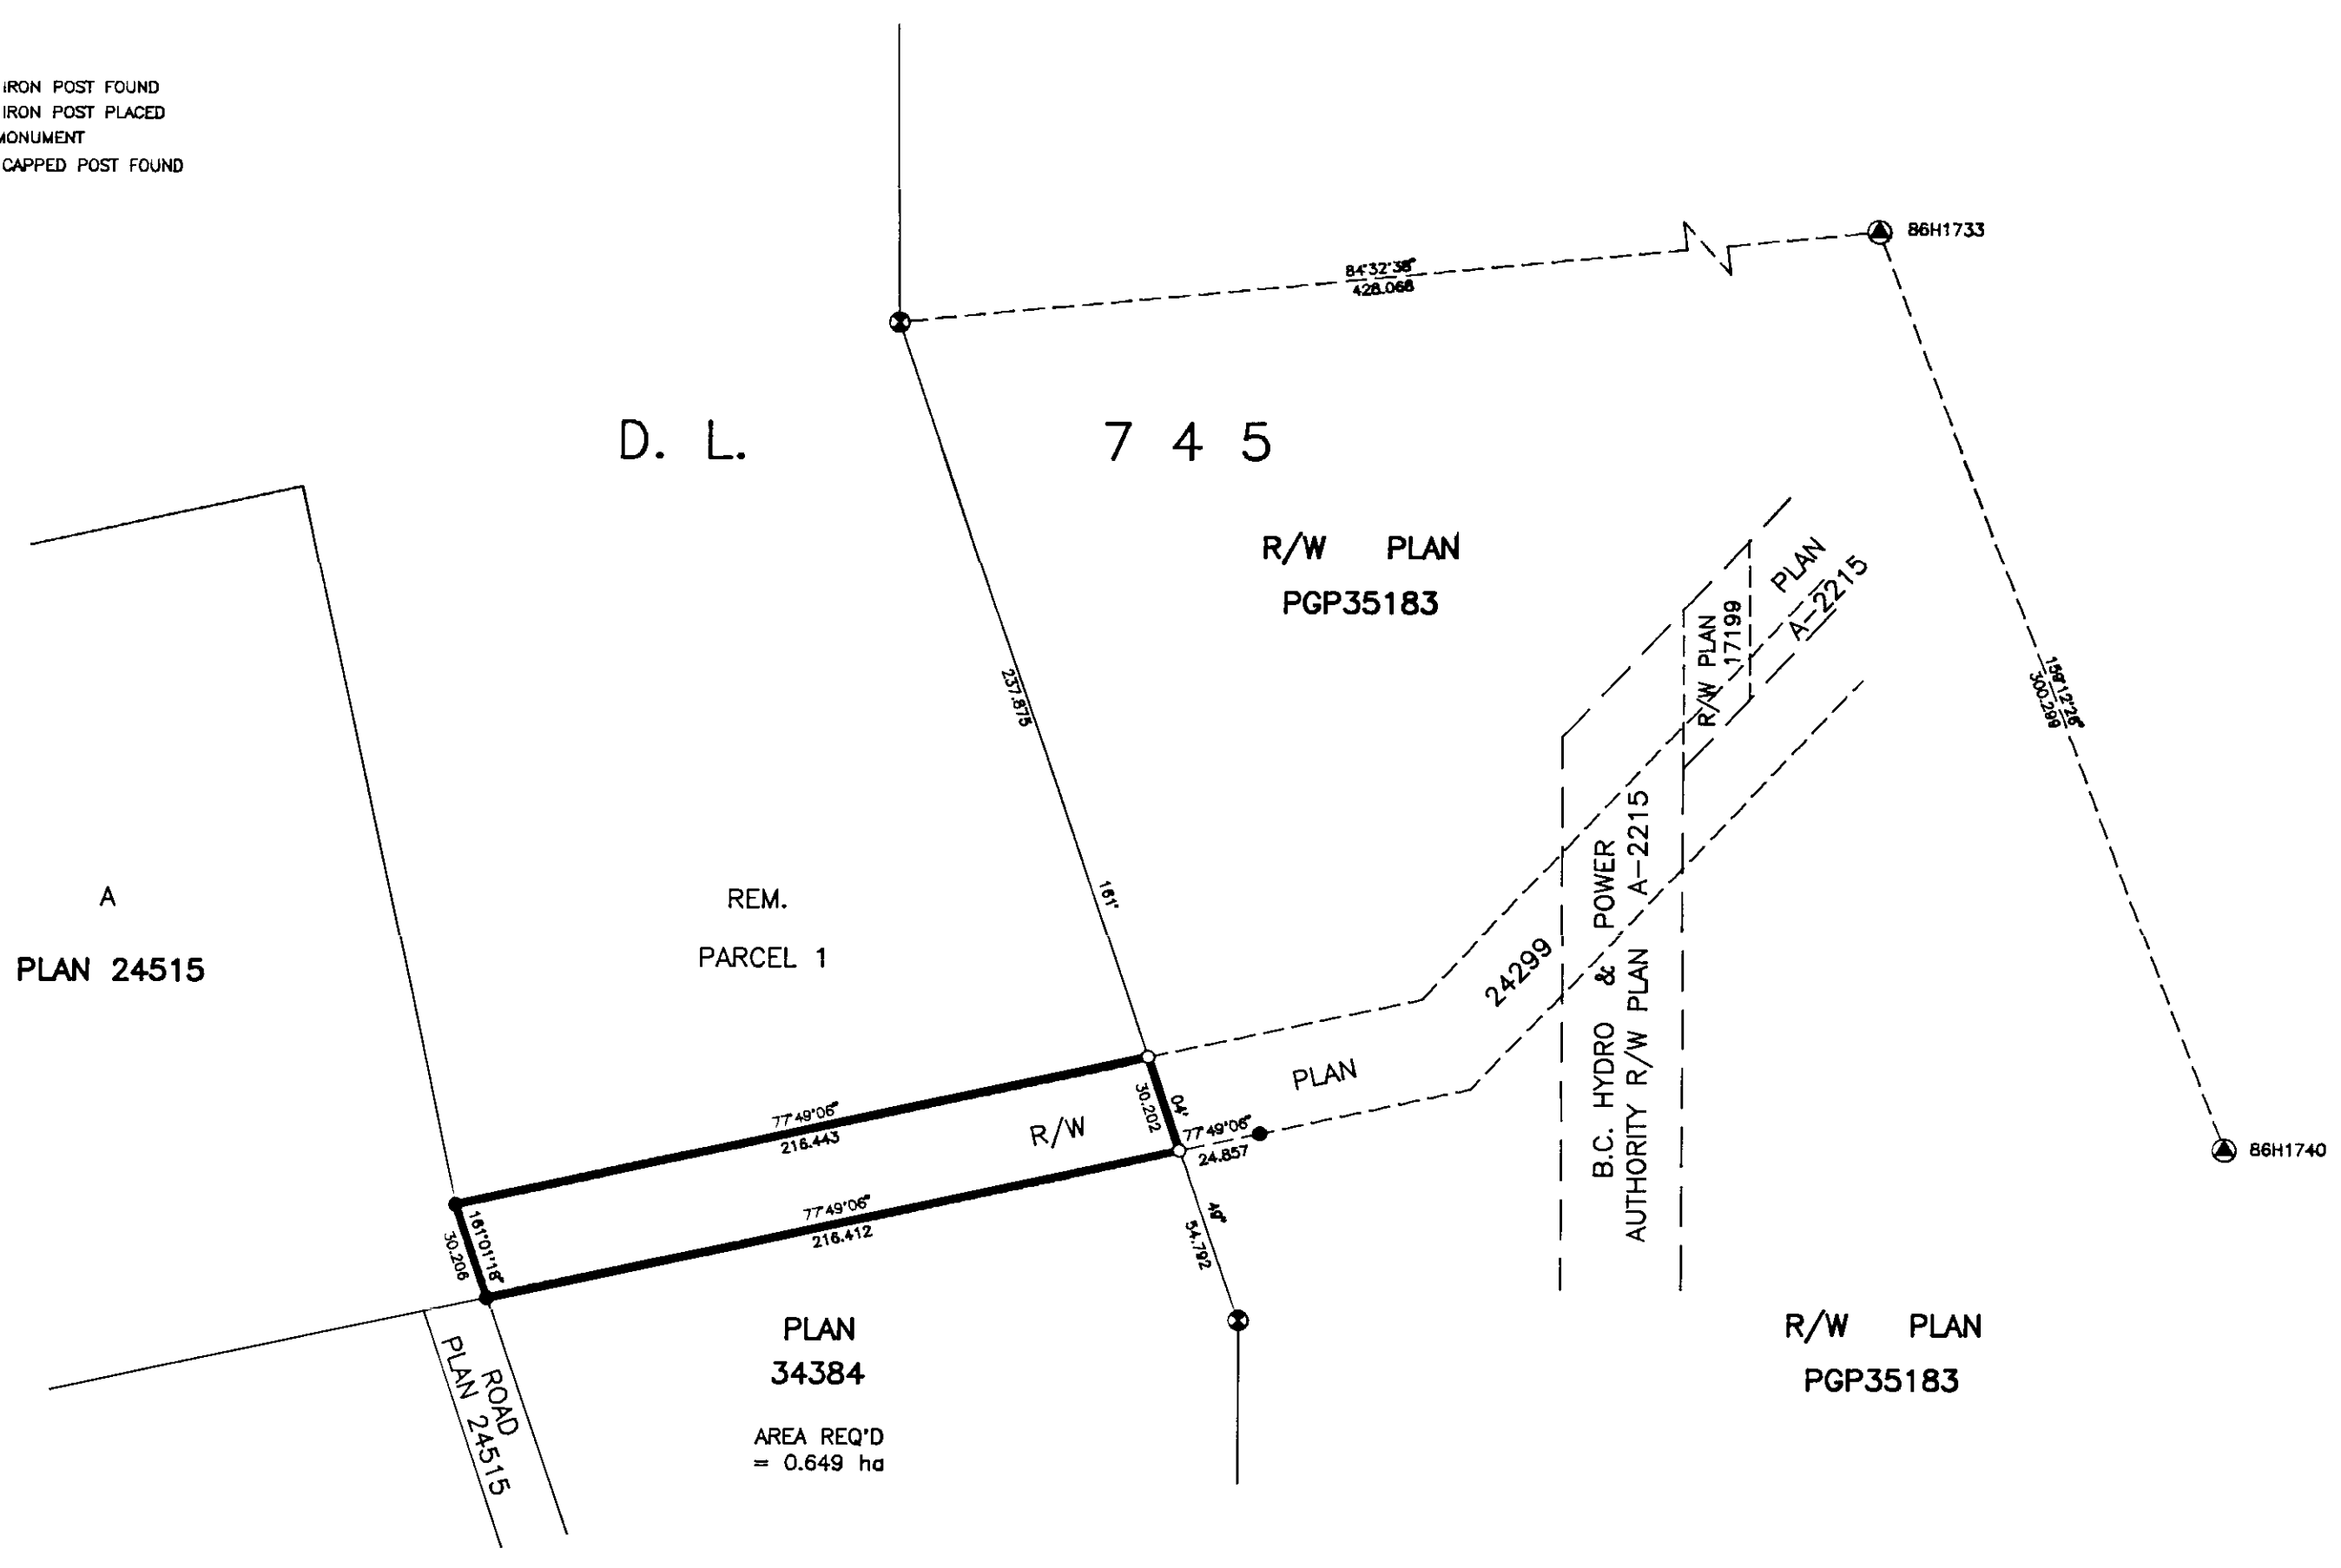 IRON POST FOUND
IRON POST PLACED
MONUMENT
CAPPED POST FOUND
86H1733
84°32'38"
428.068
D. L. 7 4 5
R/W PLAN
PGP35183
PLAN
A-2215
R/W PLAN
17199
237.875
159°12'26"
300.299
161°
04'
49"
A
PLAN 24515
REM.
PARCEL 1
24299
PLAN
B.C. HYDRO & POWER
AUTHORITY R/W PLAN A-2215
77°49'06"
216.443
R/W
30.202
77°49'06"
24.857
86H1740
161°01'18"
30.206
77°49'06"
216.412
54.792
PLAN
34384
AREA REQ'D
= 0.649 ha
ROAD
PLAN 24515
R/W PLAN
PGP35183